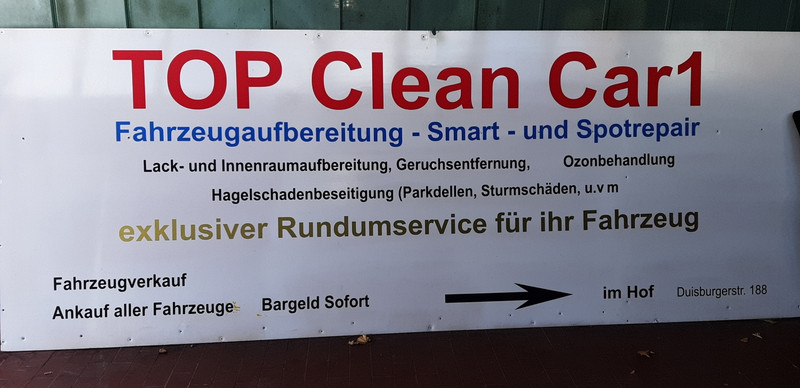 TOP Clean Car1
Fahrzeugaufbereitung - Smart - und Spotrepair
Lack- und Innenraumaufbereitung, Geruchsentfernung, Ozonbehandlung
Hagelschadenbeseitigung (Parkdellen, Sturmschäden, u.v m
exklusiver Rundumservice für ihr Fahrzeug
Fahrzeugverkauf
Ankauf aller Fahrzeuge Bargeld Sofort im Hof Duisburgerstr. 188